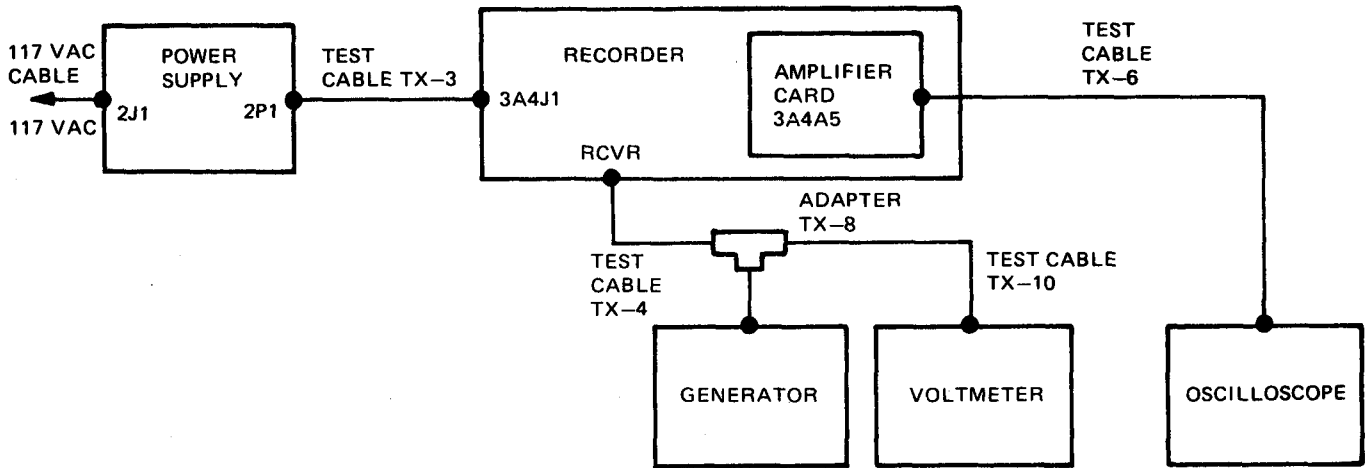 117 VAC
CABLE
117 VAC
POWER
SUPPLY
2J1
2P1
TEST
CABLE TX-3
RECORDER
3A4J1
RCVR
AMPLIFIER
CARD
3A4A5
TEST
CABLE
TX-6
ADAPTER
TX-8
TEST
CABLE
TX-4
TEST CABLE
TX-10
GENERATOR
VOLTMETER
OSCILLOSCOPE